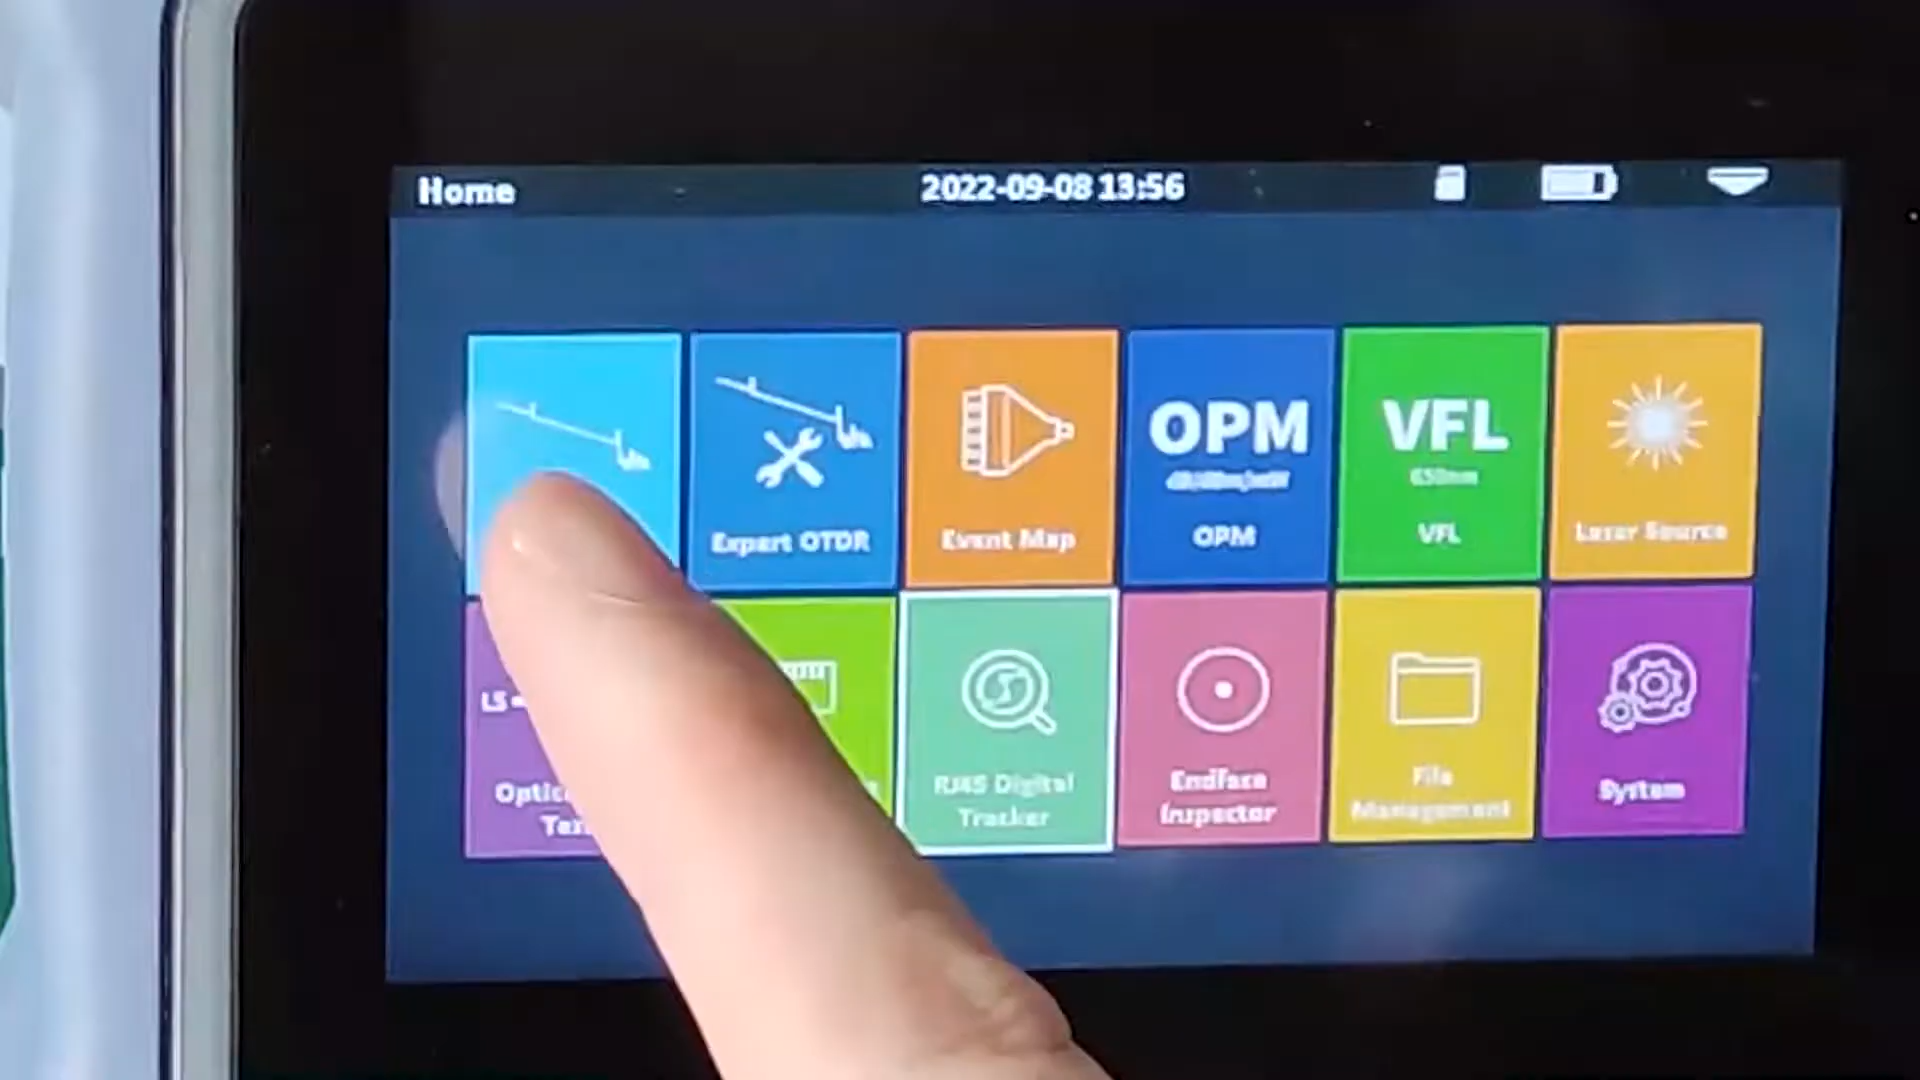 Home
2022-09-08 13:56
Expert OTDR
Event Map
OPM
OPM
VFL
650nm
VFL
Laser Source
LS
RJ45 Digital
Tracker
Endface
Inspector
File
Management
System